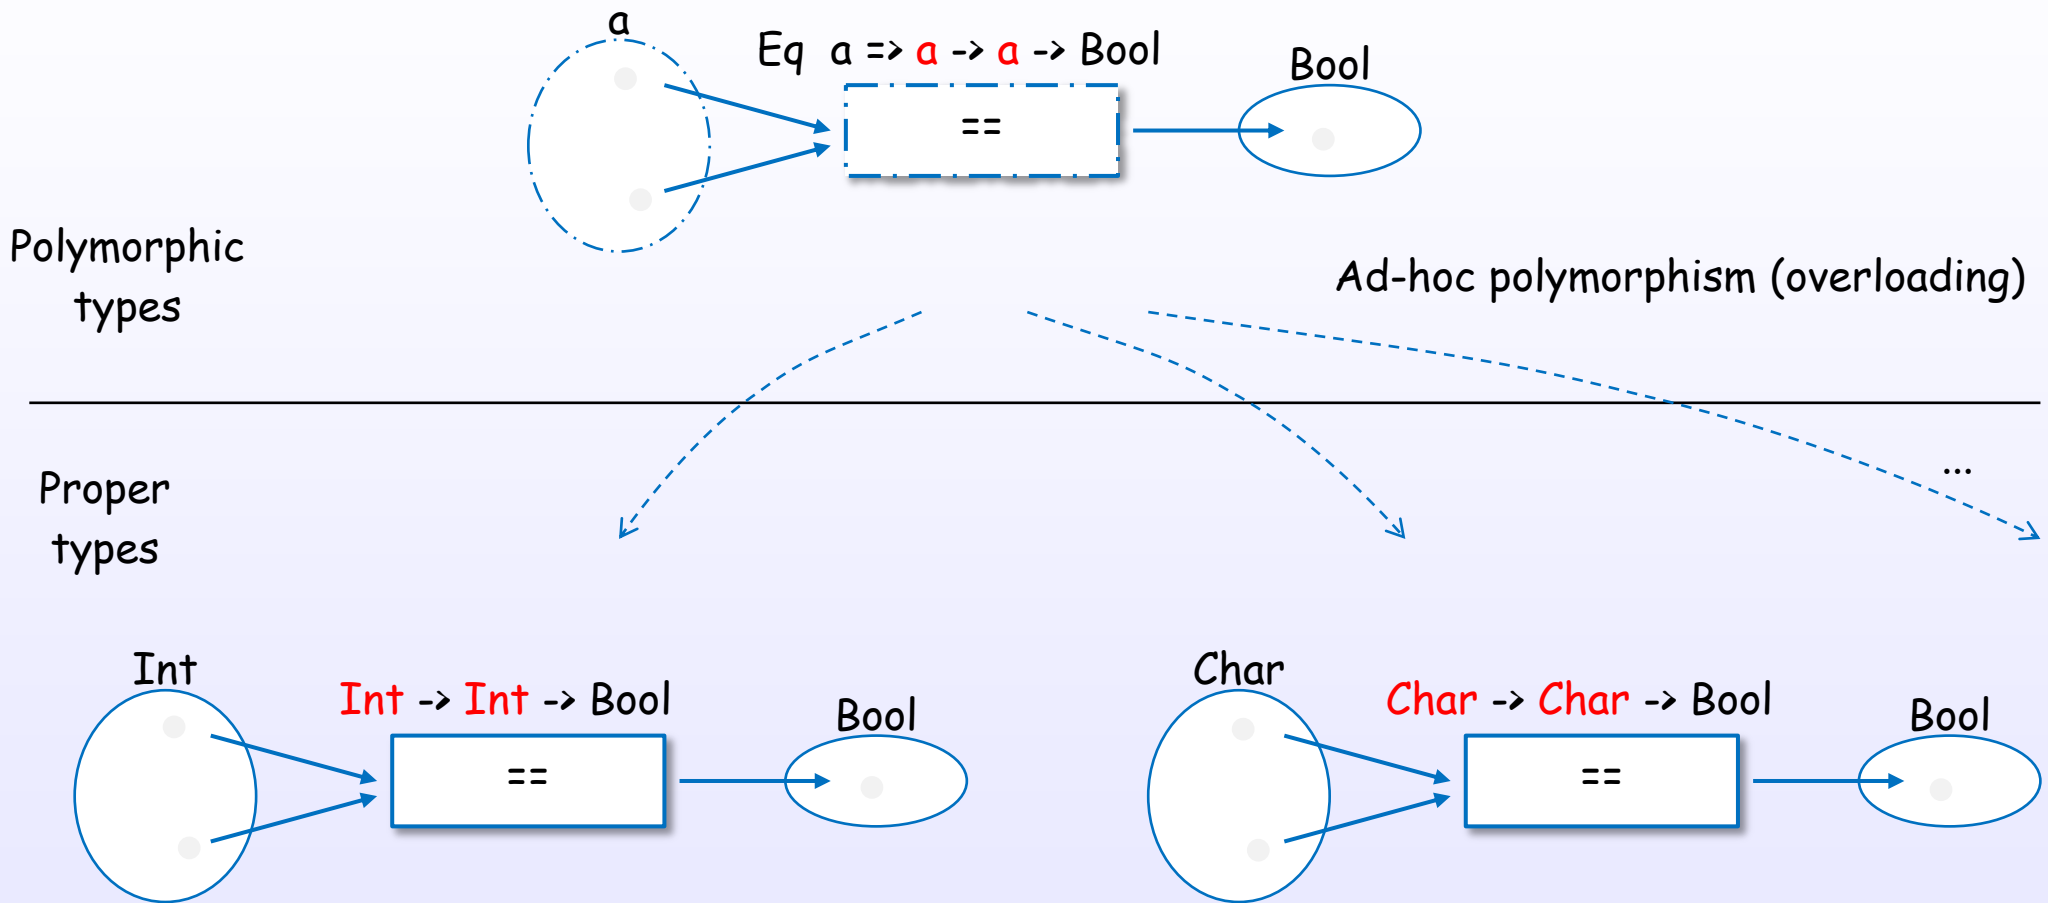 a
Eq a => a -> a -> Bool
Bool
==
Polymorphic
types
Ad-hoc polymorphism (overloading)
Proper
types
...
Int
Int -> Int -> Bool
Bool
==
Char
Char -> Char -> Bool
Bool
==